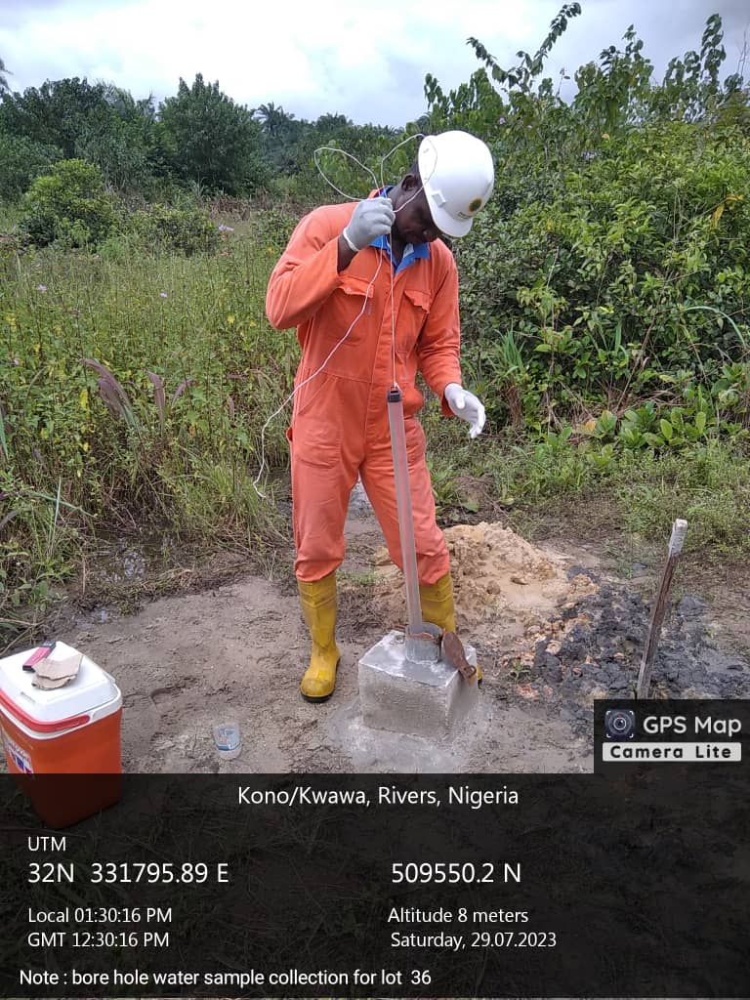 GPS Map
Camera Lite
Kono/Kwawa, Rivers, Nigeria
UTM
32N 331795.89 E
509550.2 N
Local 01:30:16 PM
GMT 12:30:16 PM
Altitude 8 meters
Saturday, 29.07.2023
Note : bore hole water sample collection for lot 36